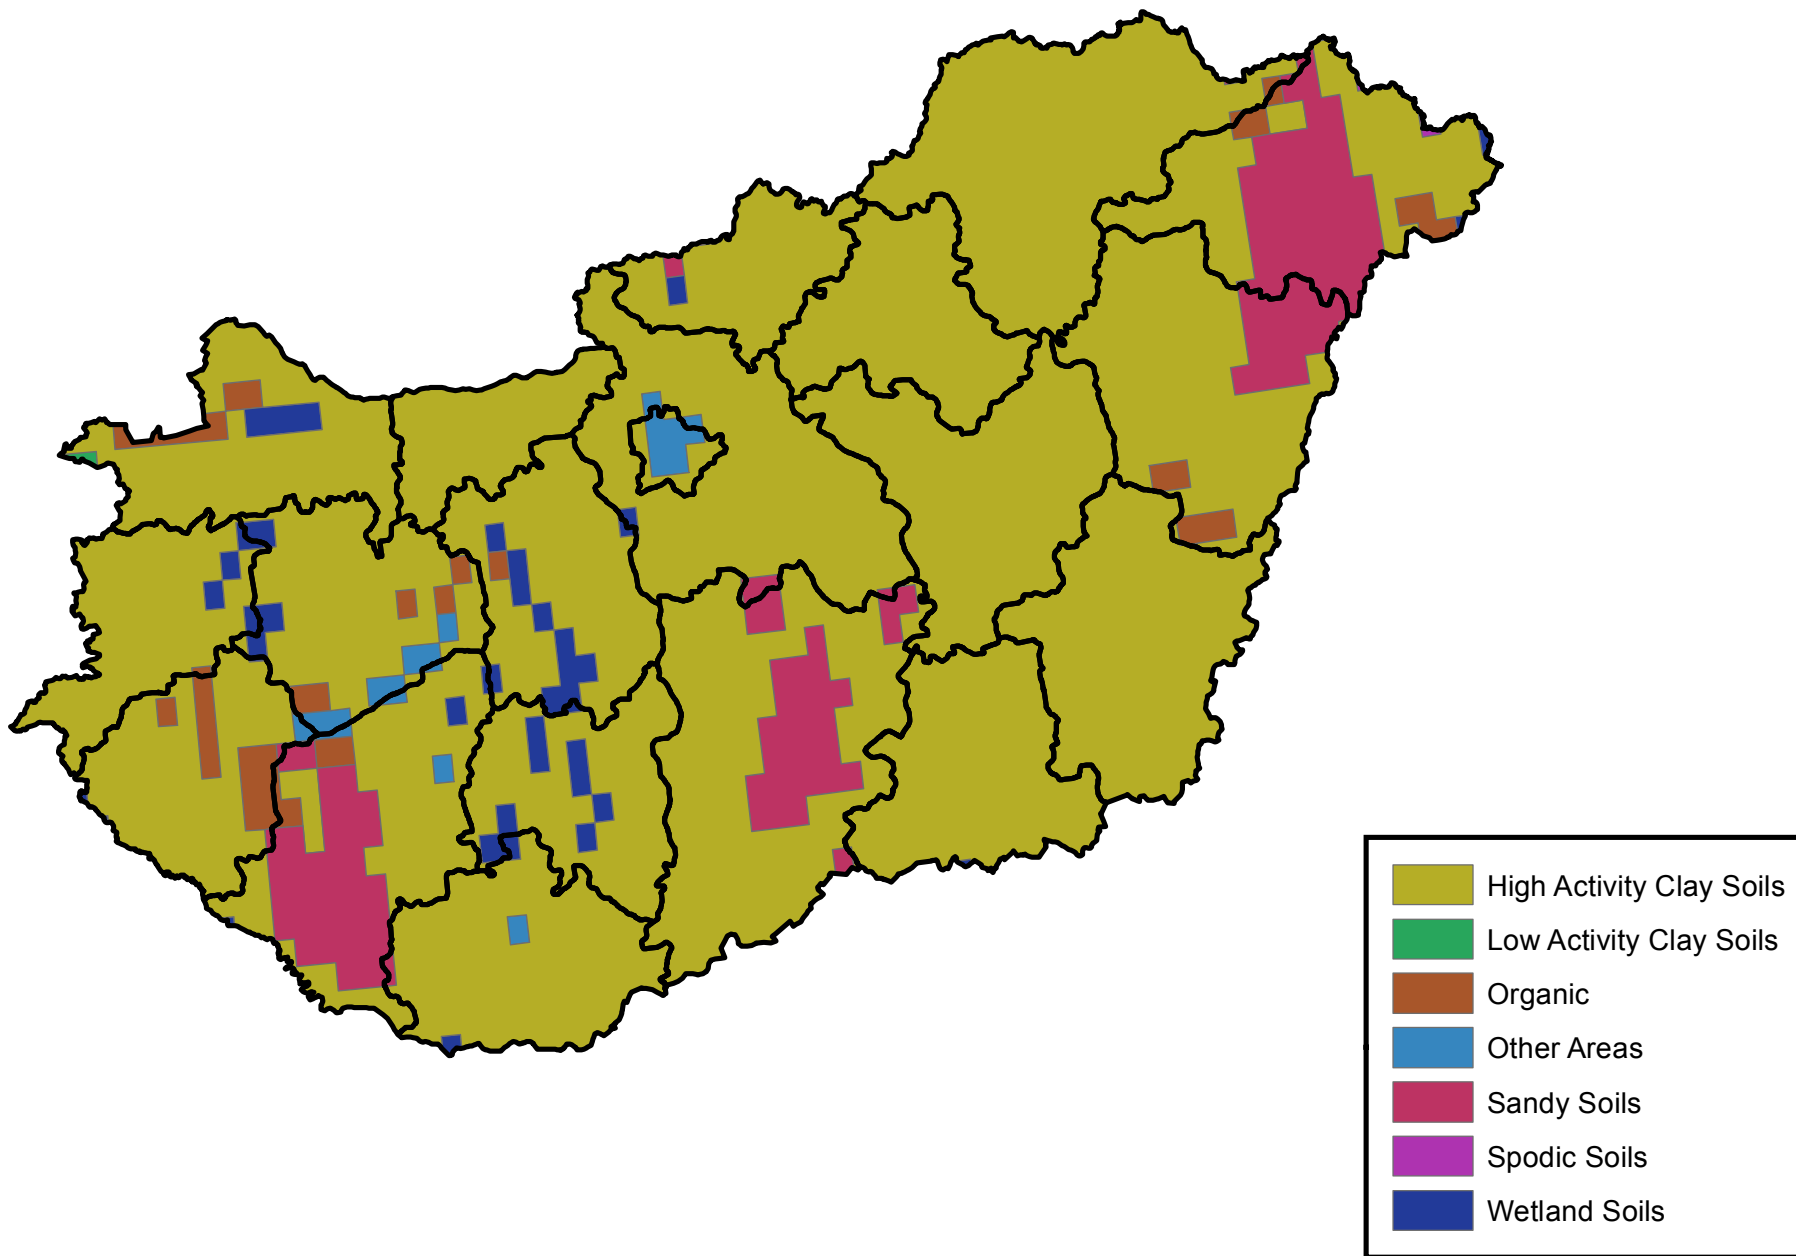 High Activity Clay Soils
Low Activity Clay Soils
Organic
Other Areas
Sandy Soils
Spodic Soils
Wetland Soils